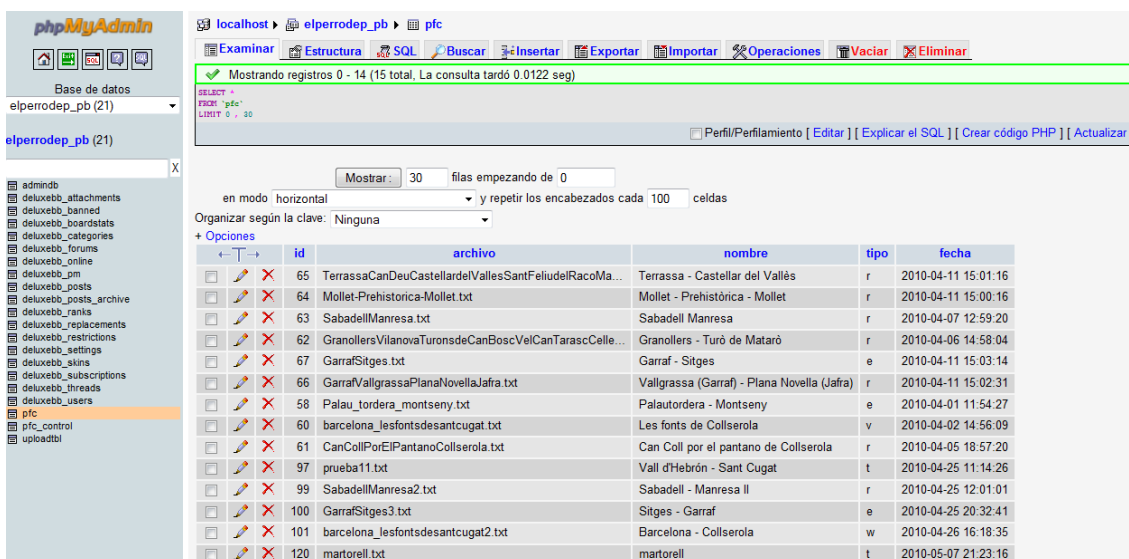 phpMyAdmin
localhost elperrodep_pb pfc
Examinar Estructura SQL Buscar Insertar Exportar Importar Operaciones Vaciar Eliminar
SQL
Base de datos
elperrodep_pb (21)
elperrodep_pb (21)
X
admindb
deluxebb_attachments
deluxebb_banned
deluxebb_boardstats
deluxebb_categories
deluxebb_forums
deluxebb_online
deluxebb_pm
deluxebb_posts
deluxebb_posts_archive
deluxebb_ranks
deluxebb_replacements
deluxebb_restrictions
deluxebb_settings
deluxebb_skins
deluxebb_subscriptions
deluxebb_threads
deluxebb_users
pfc
pfc_control
uploadtbl
Mostrando registros 0 - 14 (15 total, La consulta tardó 0.0122 seg)
SELECT *
FROM `pfc`
LIMIT 0 , 30
Perfil/Perfilamiento [ Editar ] [ Explicar el SQL ] [ Crear código PHP ] [ Actualizar
Mostrar : 30 filas empezando de 0
en modo horizontal y repetir los encabezados cada 100 celdas
Organizar según la clave: Ninguna
+ Opciones
←T→ id archivo nombre tipo fecha
65 TerrassaCanDeuCastellardelVallesSantFeliudelRacoMa... Terrassa - Castellar del Vallès r 2010-04-11 15:01:16
64 Mollet-Prehistorica-Mollet.txt Mollet - Prehistòrica - Mollet r 2010-04-11 15:00:16
63 SabadellManresa.txt Sabadell Manresa r 2010-04-07 12:59:20
62 GranollersVilanovaTuronsdeCanBoscVelCanTarascCelle... Granollers - Turò de Matarò r 2010-04-06 14:58:04
67 GarrafSitges.txt Garraf - Sitges e 2010-04-11 15:03:14
66 GarrafVallgrassaPlanaNovellaJafra.txt Vallgrassa (Garraf) - Plana Novella (Jafra) r 2010-04-11 15:02:31
58 Palau_tordera_montseny.txt Palautordera - Montseny e 2010-04-01 11:54:27
60 barcelona_lesfontsdesantcugat.txt Les fonts de Collserola v 2010-04-02 14:56:09
61 CanCollPorElPantanoCollserola.txt Can Coll por el pantano de Collserola r 2010-04-05 18:57:20
97 prueba11.txt Vall d'Hebrón - Sant Cugat t 2010-04-25 11:14:26
99 SabadellManresa2.txt Sabadell - Manresa II r 2010-04-25 12:01:01
100 GarrafSitges3.txt Sitges - Garraf e 2010-04-25 20:32:41
101 barcelona_lesfontsdesantcugat2.txt Barcelona - Collserola w 2010-04-26 16:18:35
120 martorell.txt martorell t 2010-05-07 21:23:16